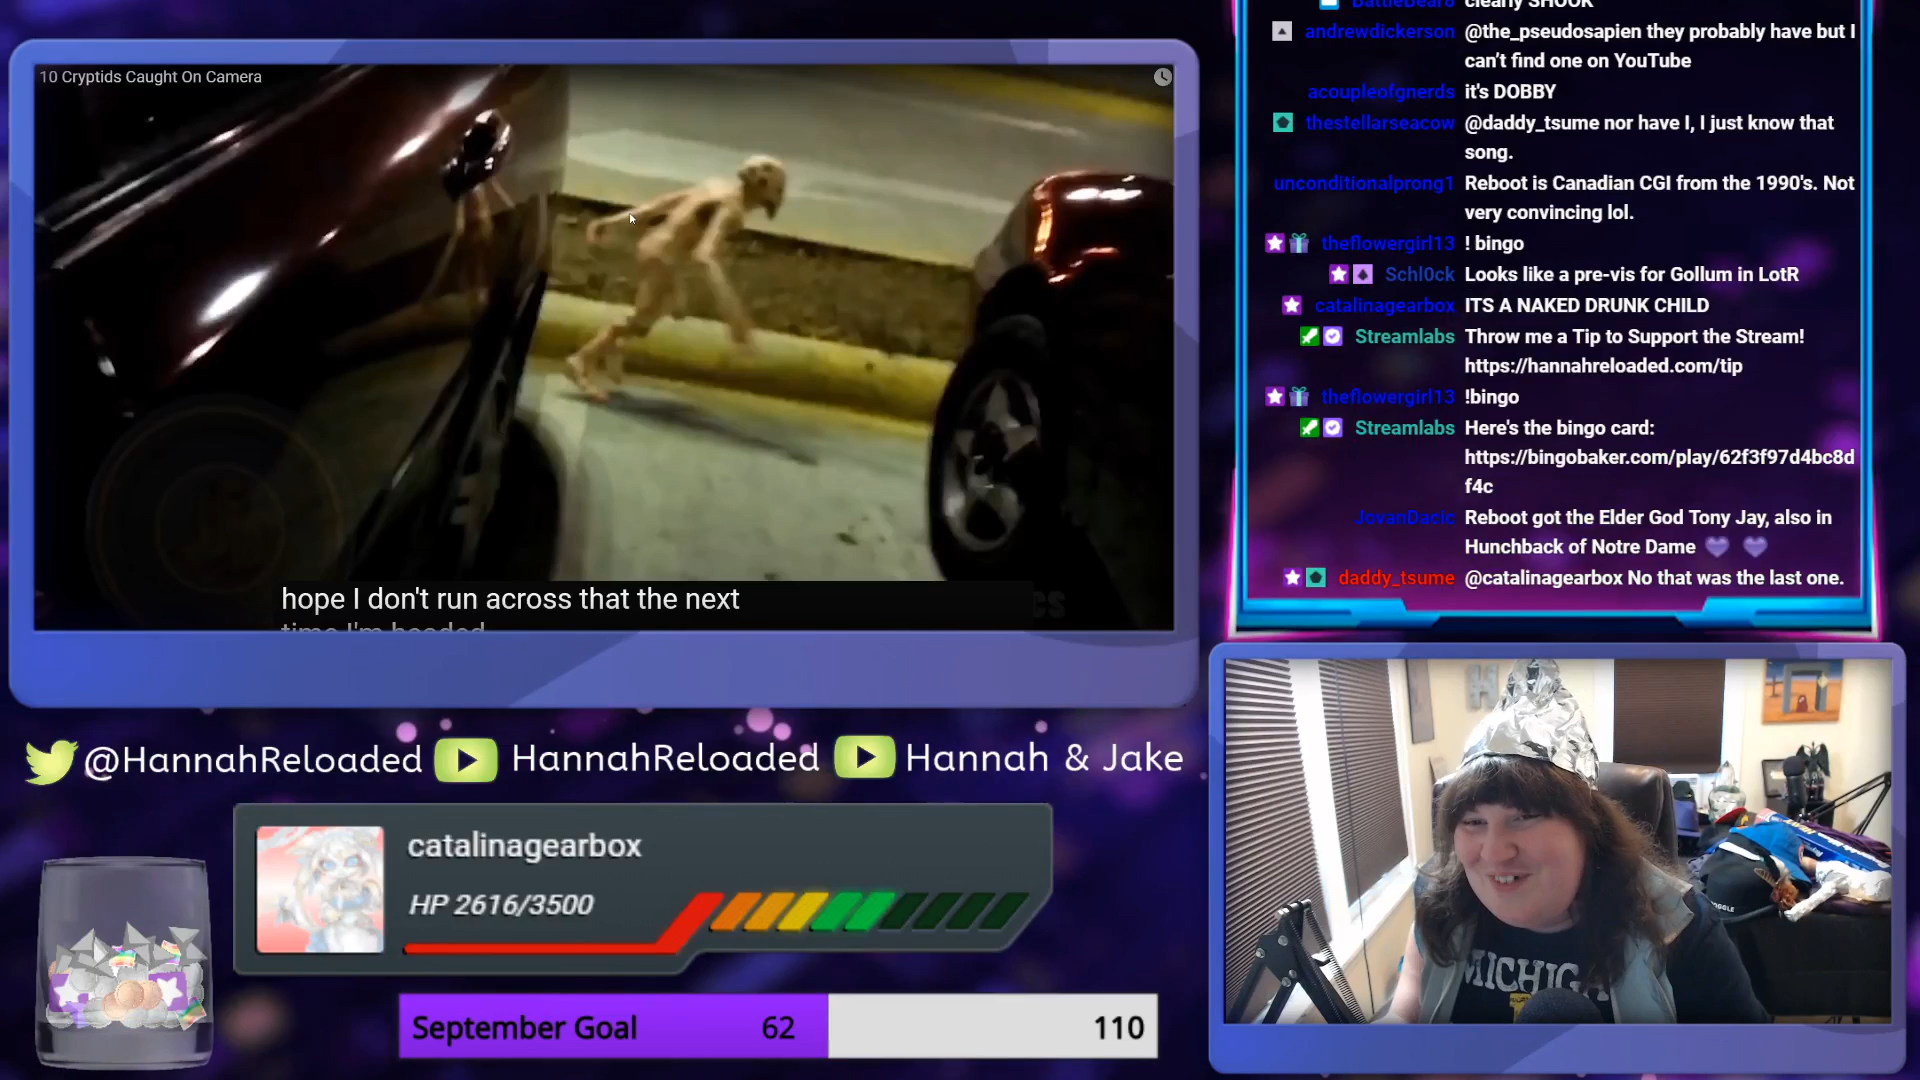 10 Cryptids Caught On Camera
hope I don't run across that the next
time I'm headed
clearly SHOOK
andrewdickerson @the_pseudosapien they probably have but I
can't find one on YouTube
acoupleofgnerds it's DOBBY
thestellarseacow @daddy_tsume nor have I, I just know that
song.
unconditionalprong1 Reboot is Canadian CGI from the 1990's. Not
very convincing lol.
theflowergirl13 ! bingo
Schl0ck Looks like a pre-vis for Gollum in LotR
catalinagearbox ITS A NAKED DRUNK CHILD
Streamlabs Throw me a Tip to Support the Stream!
https://hannahreloaded.com/tip
theflowergirl13 !bingo
Streamlabs Here's the bingo card:
https://bingobaker.com/play/62f3f97d4bc8d
f4c
JovanDacic Reboot got the Elder God Tony Jay, also in
Hunchback of Notre Dame
daddy_tsume @catalinagearbox No that was the last one.
@HannahReloaded HannahReloaded Hannah & Jake
catalinagearbox
HP 2616/3500
September Goal 62 110
MICHIGA